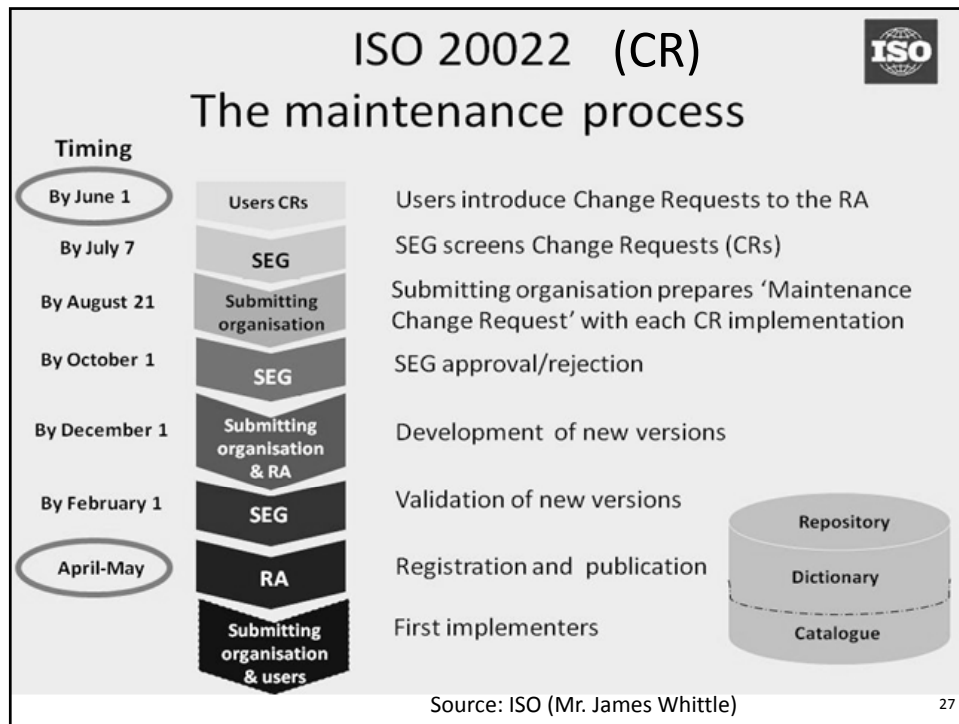 ISO 20022 (CR)
ISO
The maintenance process
Timing
By June 1
Users CRs
Users introduce Change Requests to the RA
By July 7
SEG
SEG screens Change Requests (CRs)
By August 21
Submitting
organisation
Submitting organisation prepares ‘Maintenance
Change Request’ with each CR implementation
By October 1
SEG
SEG approval/rejection
By December 1
Submitting
organisation
& RA
Development of new versions
By February 1
SEG
Validation of new versions
April-May
RA
Registration and publication
Submitting
organisation
& users
First implementers
Repository
Dictionary
Catalogue
Source: ISO (Mr. James Whittle)
27